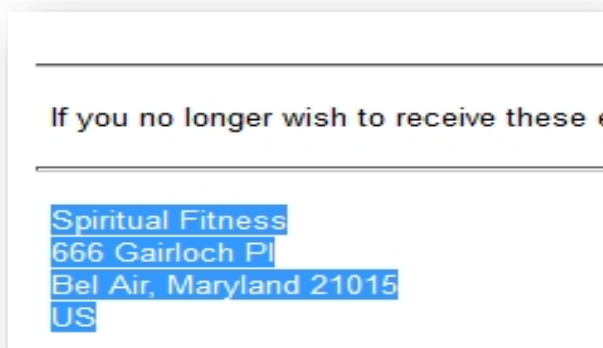 If you no longer wish to receive these
Spiritual Fitness
666 Gairloch Pl
Bel Air, Maryland 21015
US